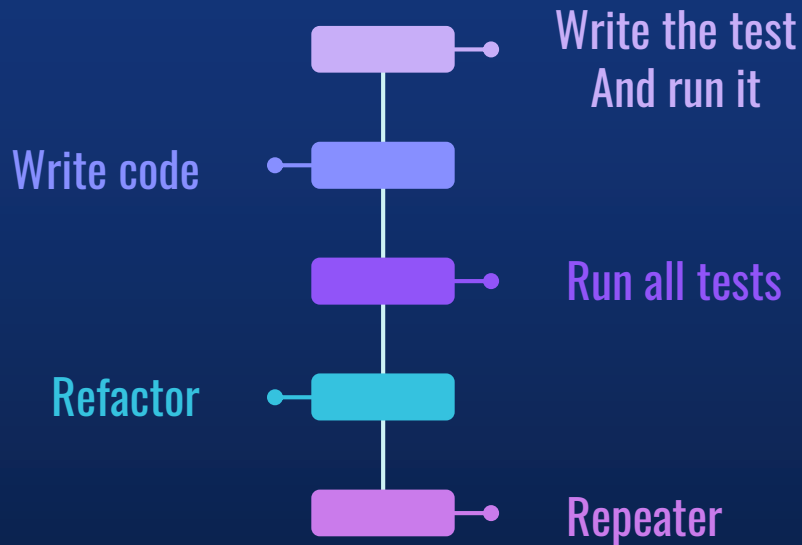 Write the test
And run it
Write code
Run all tests
Refactor
Repeater